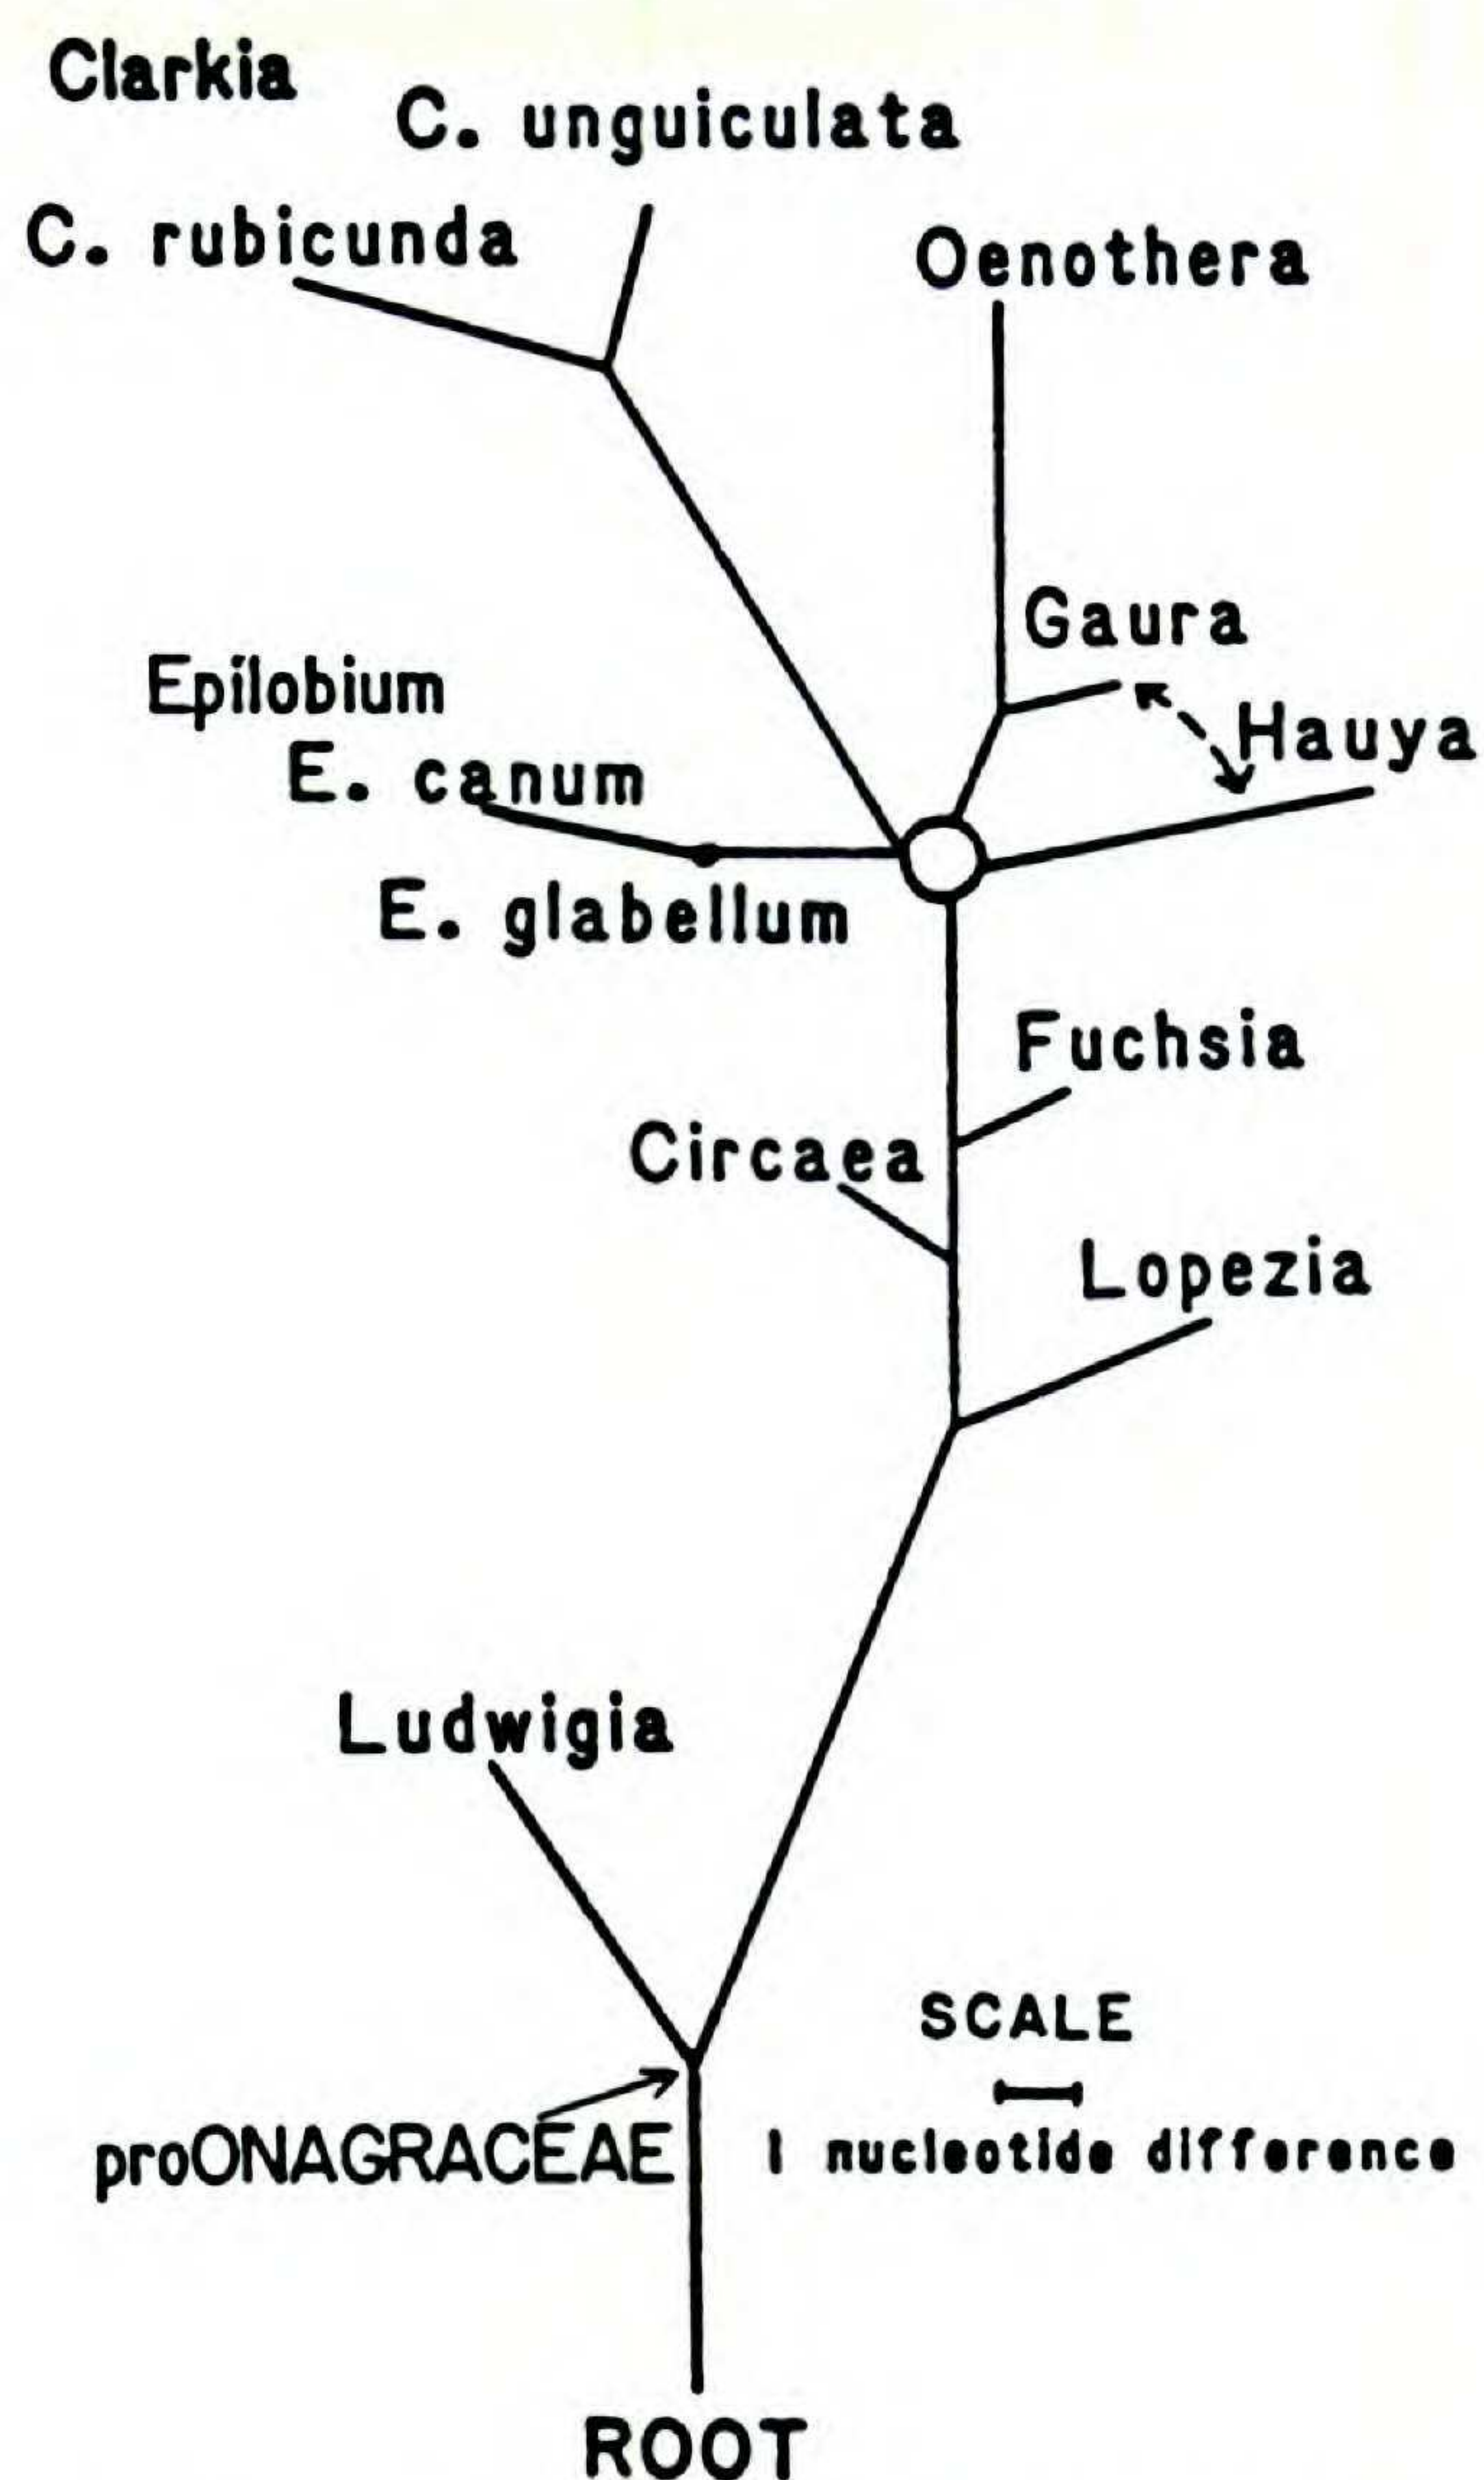 Clarkia
C. unguiculata
C. rubicunda
Oenothera
Gaura
Epilobium
Hauya
E. canum
E. glabellum
Fuchsia
Circaea
Lopezia
Ludwigia
SCALE
proONAGRACEAE
1 nucleotide difference
ROOT